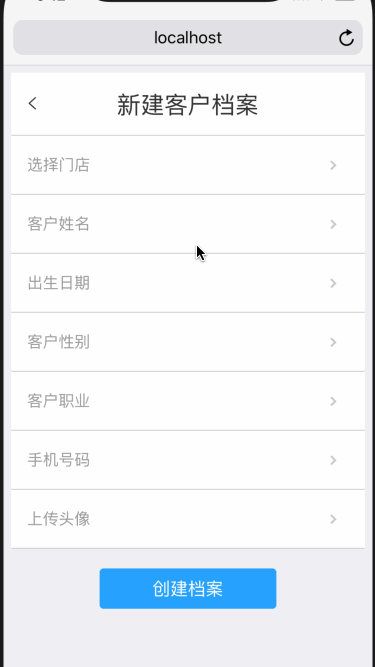 localhost
新建客户档案
选择门店
客户姓名
出生日期
客户性别
客户职业
手机号码
上传头像
创建档案